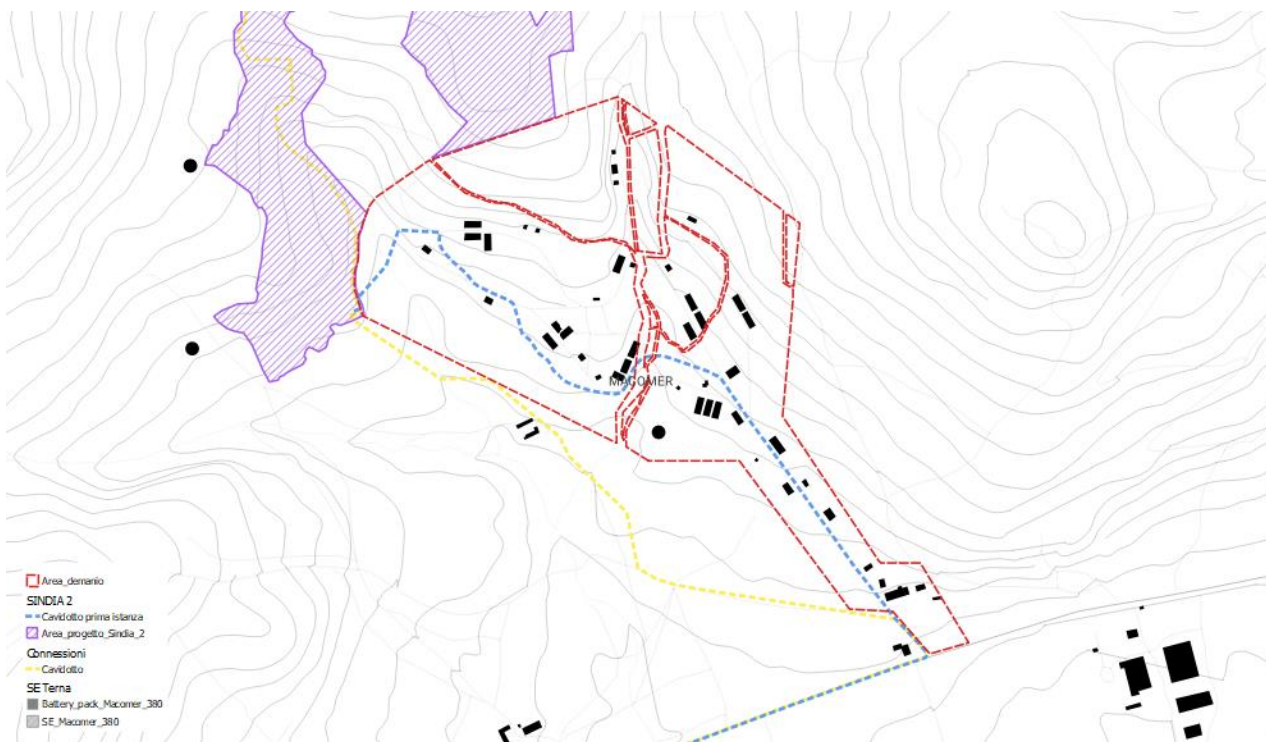 MACOMER
Area_demanio
SINDIA 2
Cavidotto prima istanza
Area_progetto_Sindia_2
Connessioni
Cavidotto
SE Terna
Battery_pack_Macomer_380
SE_Macomer_380